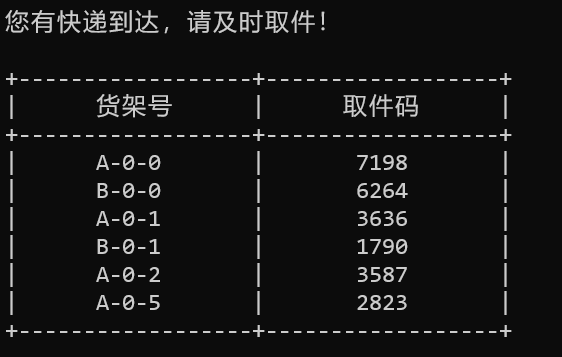 您有快递到达，请及时取件！
+------------------+------------------+
| 货架号 | 取件码 |
+------------------+------------------+
| A-0-0 | 7198 |
| B-0-0 | 6264 |
| A-0-1 | 3636 |
| B-0-1 | 1790 |
| A-0-2 | 3587 |
| A-0-5 | 2823 |
+------------------+------------------+